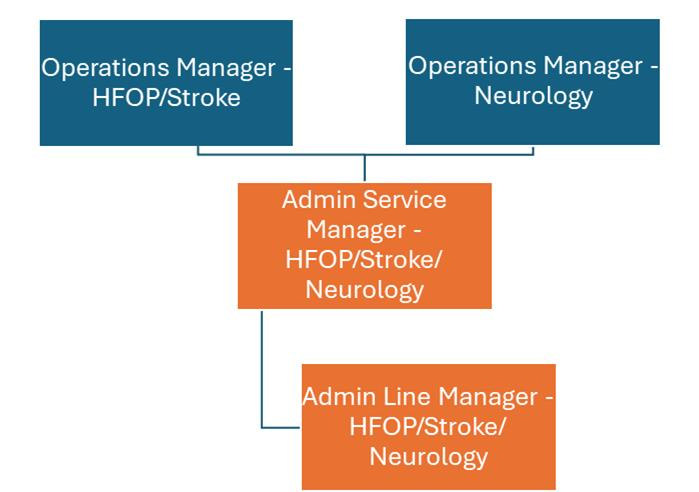 Operations Manager -
HFOP/Stroke
Operations Manager -
Neurology
Admin Service
Manager -
HFOP/Stroke/
Neurology
Admin Line Manager -
HFOP/Stroke/
Neurology